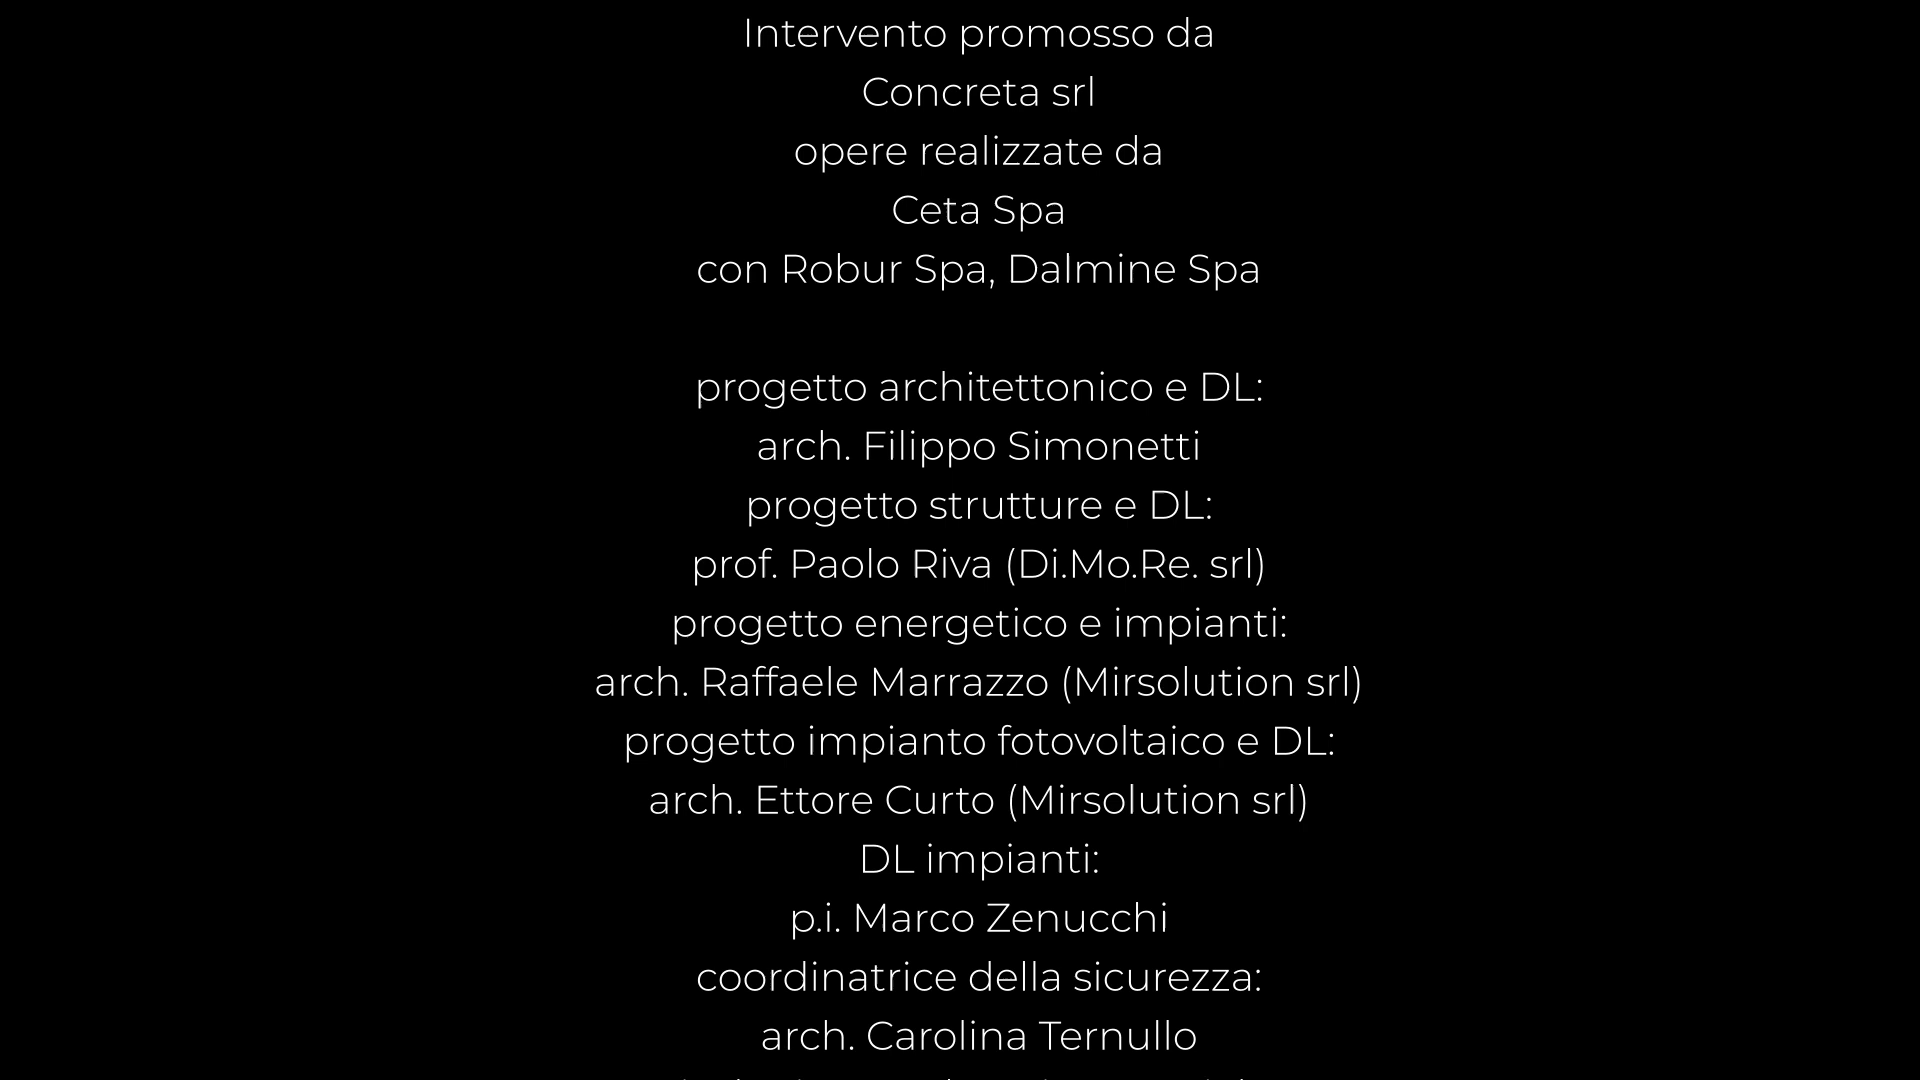 Intervento promosso da
Concreta srl
opere realizzate da
Ceta Spa
con Robur Spa, Dalmine Spa
progetto architettonico e DL:
arch. Filippo Simonetti
progetto strutture e DL:
prof. Paolo Riva (Di.Mo.Re. srl)
progetto energetico e impianti:
arch. Raffaele Marrazzo (Mirsolution srl)
progetto impianto fotovoltaico e DL:
arch. Ettore Curto (Mirsolution srl)
DL impianti:
p.i. Marco Zenucchi
coordinatrice della sicurezza:
arch. Carolina Ternullo